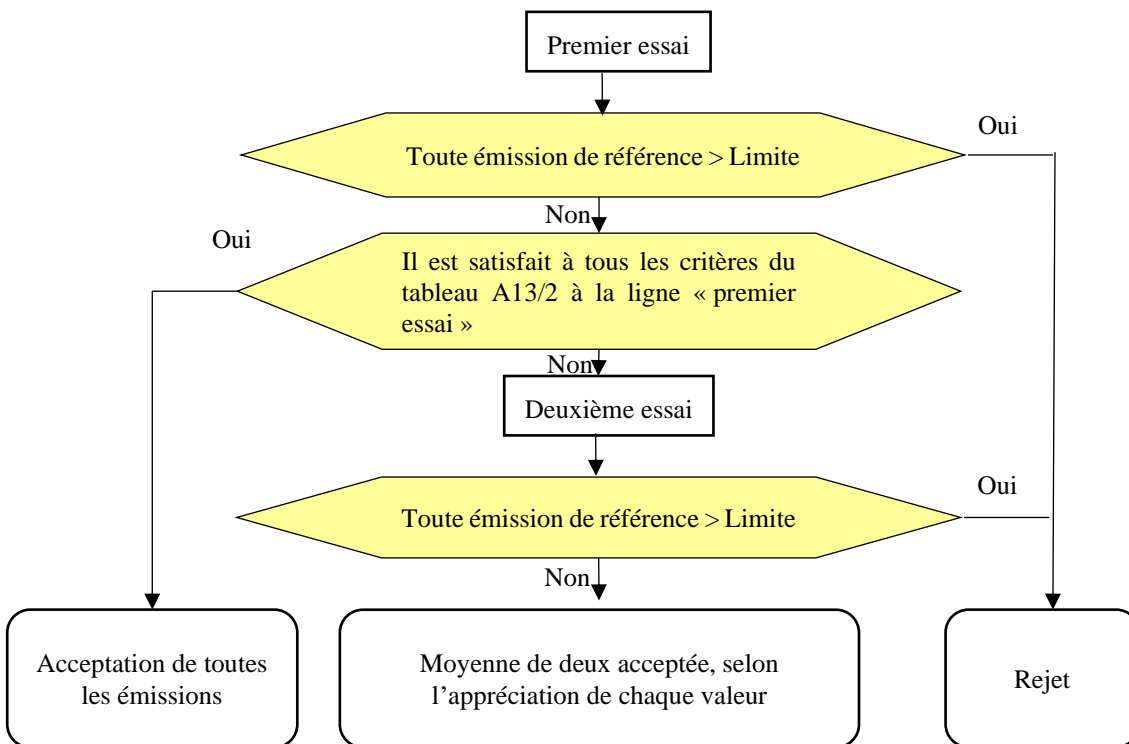 Premier essai
Oui
Toute émission de référence > Limite
Non
Oui
Il est satisfait à tous les critères du
tableau A13/2 à la ligne « premier
essai »
Non
Deuxième essai
Oui
Toute émission de référence > Limite
Non
Acceptation de toutes
les émissions
Moyenne de deux acceptée, selon
l’appréciation de chaque valeur
Rejet